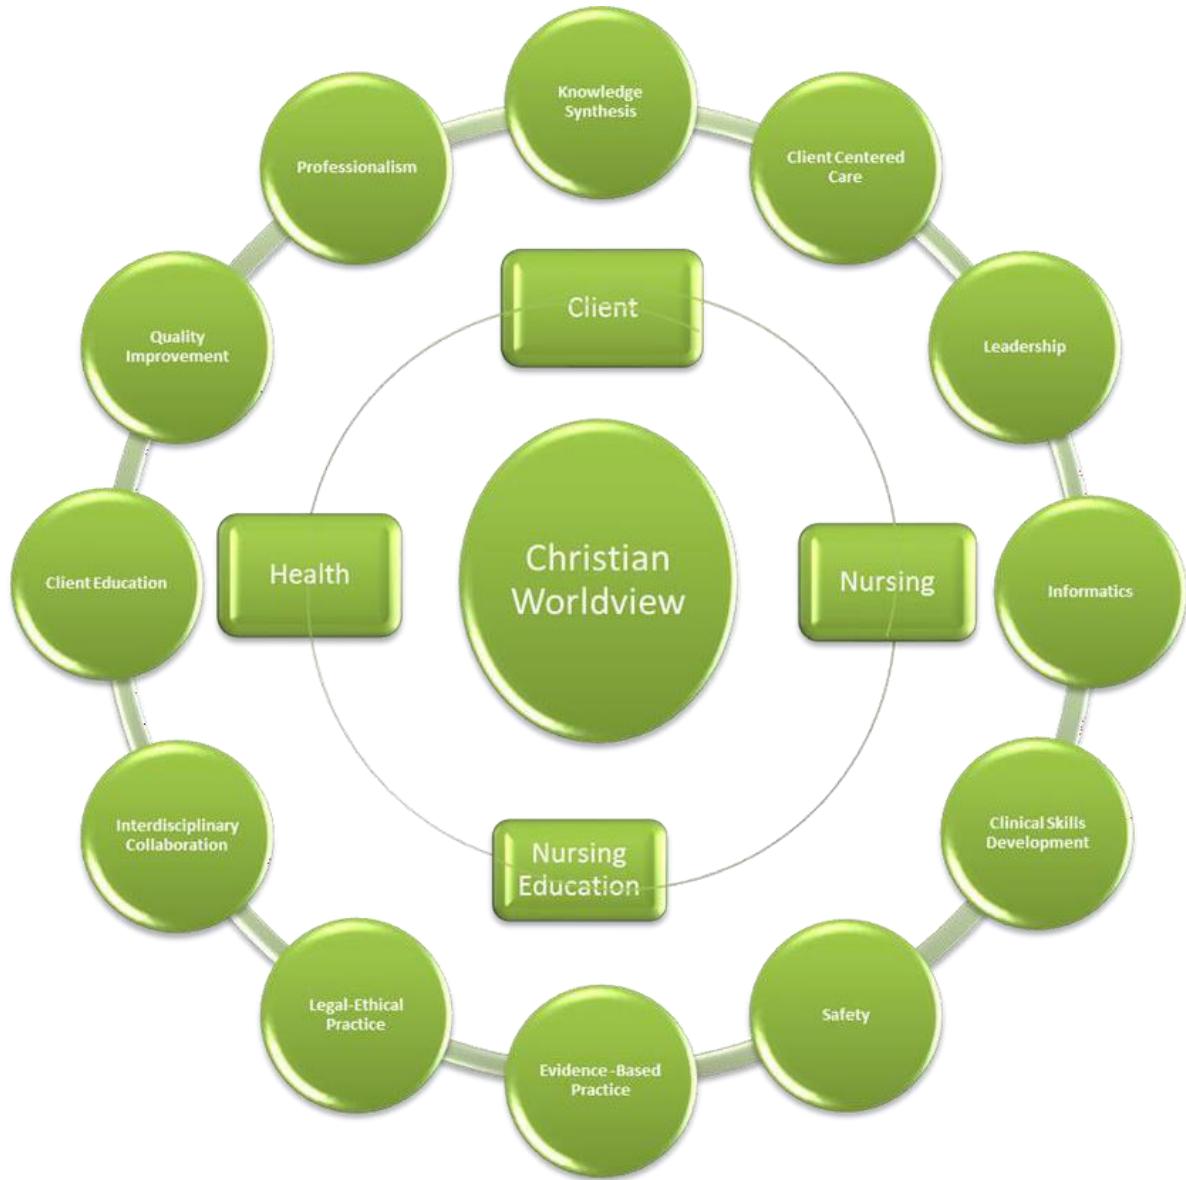 Knowledge
Synthesis
Client Centered
Care
Professionalism
Client
Quality
Improvement
Leadership
Christian
Worldview
Health
Nursing
Client Education
Informatics
Interdisciplinary
Collaboration
Clinical Skills
Development
Nursing
Education
Legal-Ethical
Practice
Safety
Evidence -Based
Practice